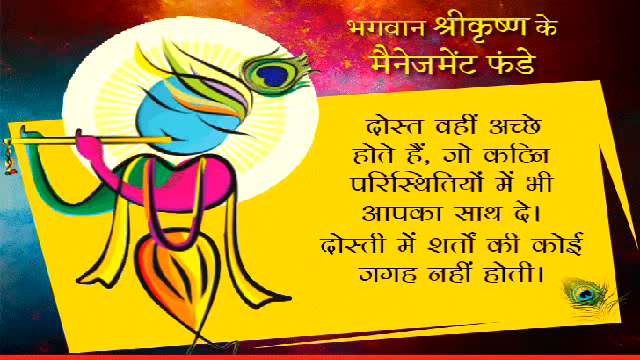 भगवान श्रीकृष्ण के
मैनेजमेंट फंडे
दोस्त वहीं अच्छे
होते हैं, जो कठिन
परिस्थितियों में भी
आपका साथ दे।
दोस्ती में शर्तों की कोई
जगह नहीं होती।